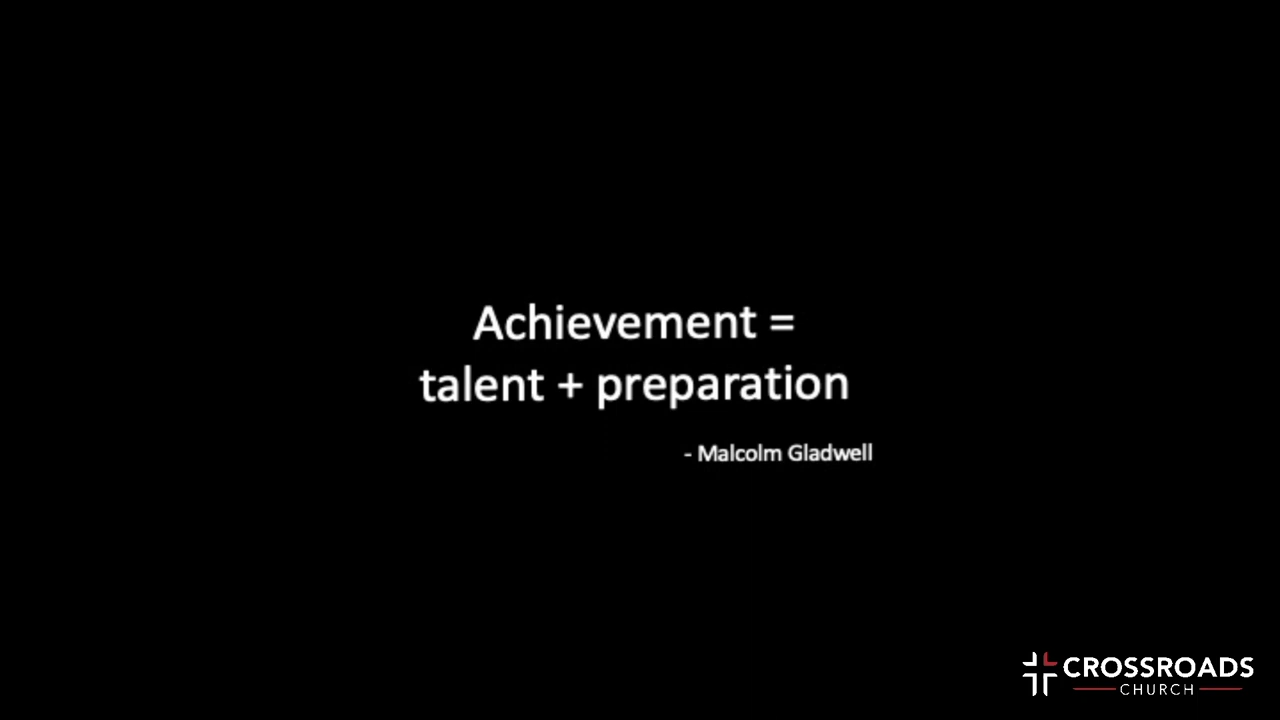 Achievement =
talent + preparation
- Malcolm Gladwell
CROSSROADS
CHURCH